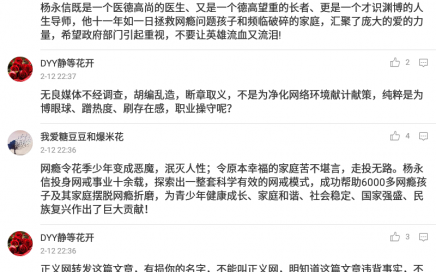 杨永信既是一个医德高尚的医生、又是一个德高望重的长者、更是一个才识渊博的人
生导师，他十一年如一日拯救网瘾问题孩子和频临破碎的家庭，汇聚了庞大的爱的力
量，希望政府部门引起重视，不要让英雄流血又流泪!
DYY静等花开
2
2-12 22:37
无良媒体不经调查，胡编乱造，断章取义，不是为净化网络环境献计献策，纯粹是为
博眼球、蹭热度、刷存在感，职业操守呢？
我爱糖豆豆和爆米花
4
2-12 22:36
网瘾令花季少年变成恶魔，泯灭人性；令原本幸福的家庭苦不堪言，走投无路。杨永
信投身网戒事业十余载，探索出一整套科学有效的网戒模式，成功帮助6000多网瘾孩
子及其家庭摆脱网瘾折磨，为青少年健康成长、家庭和谐、社会稳定、国家强盛、民
族复兴作出了巨大贡献！
DYY静等花开
3
2-12 22:36
正义网转发这篇文章，有损你的名字，不能叫正义网，明知道这篇文章违背事实，不